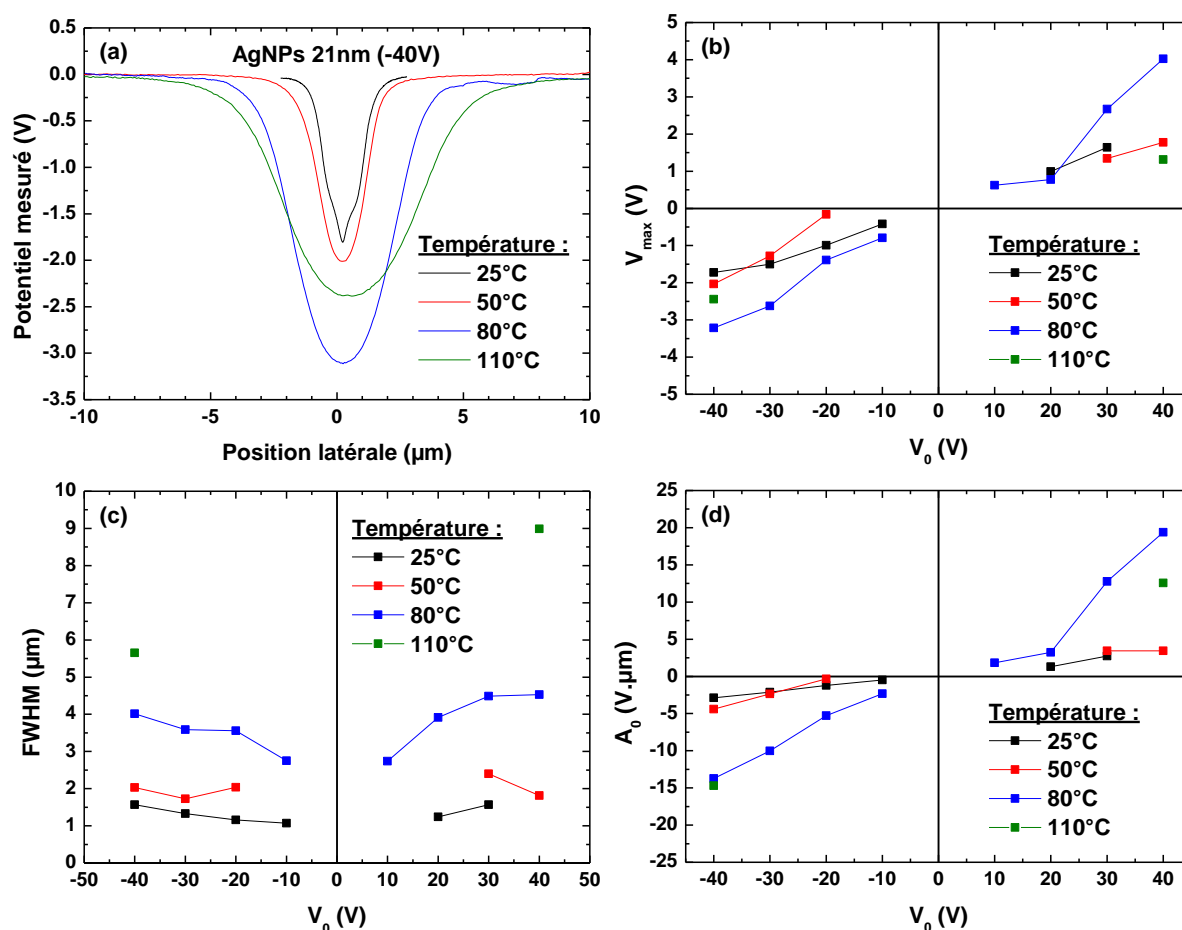 (a)
AgNPs 21nm (-40V)
0.5
0.0
-0.5
-1.0
-1.5
-2.0
-2.5
-3.0
-3.5
Potentiel mesuré (V)
Température :
25°C
50°C
80°C
110°C
-10 -5 0 5 10
Position latérale (µm)
(b)
5
4
3
2
1
0
-1
-2
-3
-4
-5
Vmax (V)
Température :
25°C
50°C
80°C
110°C
-40 -30 -20 -10 0 10 20 30 40
V0 (V)
(c)
10
9
8
7
6
5
4
3
2
1
0
FWHM (µm)
Température :
25°C
50°C
80°C
110°C
-50 -40 -30 -20 -10 0 10 20 30 40 50
V0 (V)
(d)
25
20
15
10
5
0
-5
-10
-15
-20
-25
A0 (V.µm)
Température :
25°C
50°C
80°C
110°C
-40 -30 -20 -10 0 10 20 30 40
V0 (V)